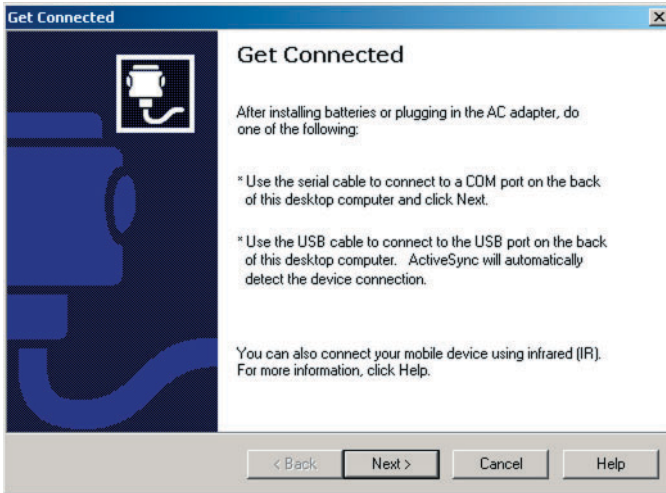 Get Connected
Get Connected
After installing batteries or plugging in the AC adapter, do
one of the following:
* Use the serial cable to connect to a COM port on the back
of this desktop computer and click Next.
* Use the USB cable to connect to the USB port on the back
of this desktop computer.   ActiveSync will automatically
detect the device connection.
You can also connect your mobile device using infrared (IR).
For more information, click Help.
< Back
Next >
Cancel
Help